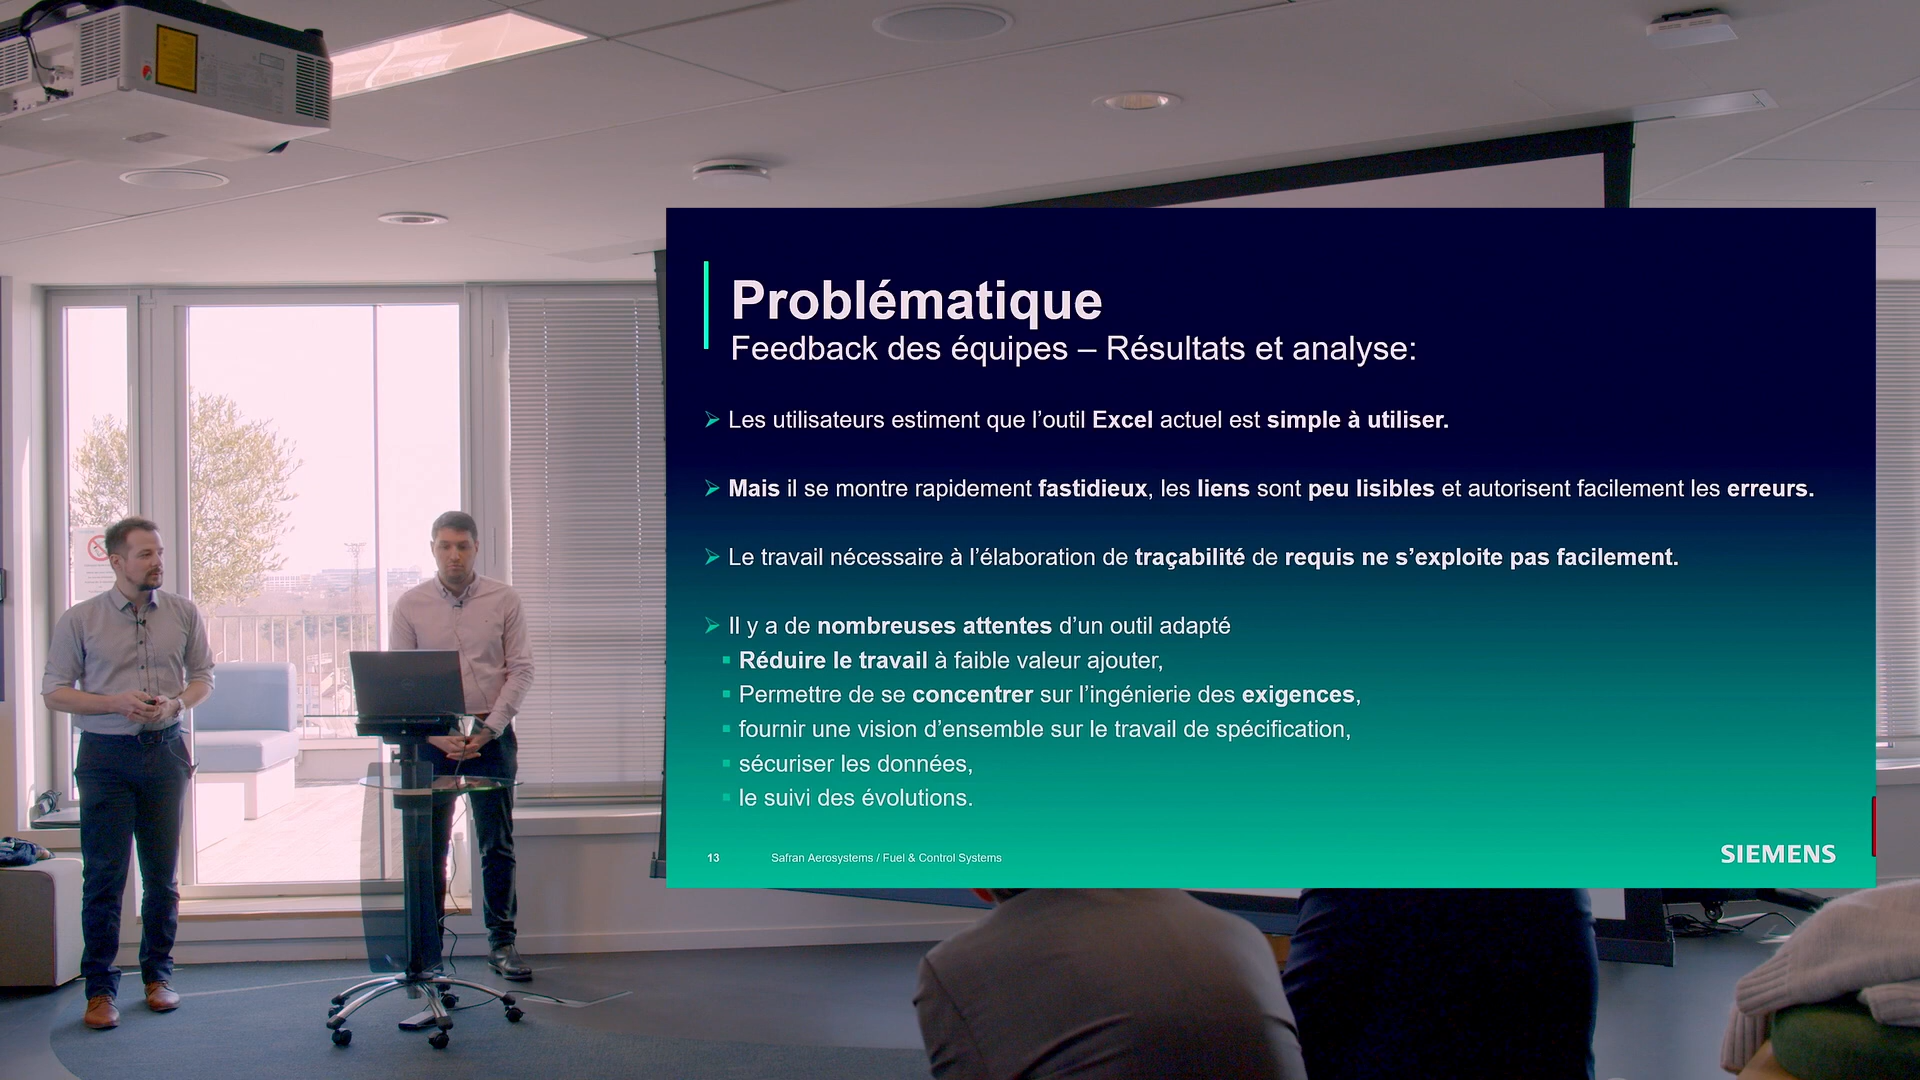 Problématique
Feedback des équipes – Résultats et analyse:
Les utilisateurs estiment que l’outil Excel actuel est simple à utiliser.
Mais il se montre rapidement fastidieux, les liens sont peu lisibles et autorisent facilement les erreurs.
Le travail nécessaire à l’élaboration de traçabilité de requis ne s’exploite pas facilement.
Il y a de nombreuses attentes d’un outil adapté
Réduire le travail à faible valeur ajouter,
Permettre de se concentrer sur l’ingénierie des exigences,
fournir une vision d’ensemble sur le travail de spécification,
sécuriser les données,
le suivi des évolutions.
13
Safran Aerosystems / Fuel & Control Systems
SIEMENS